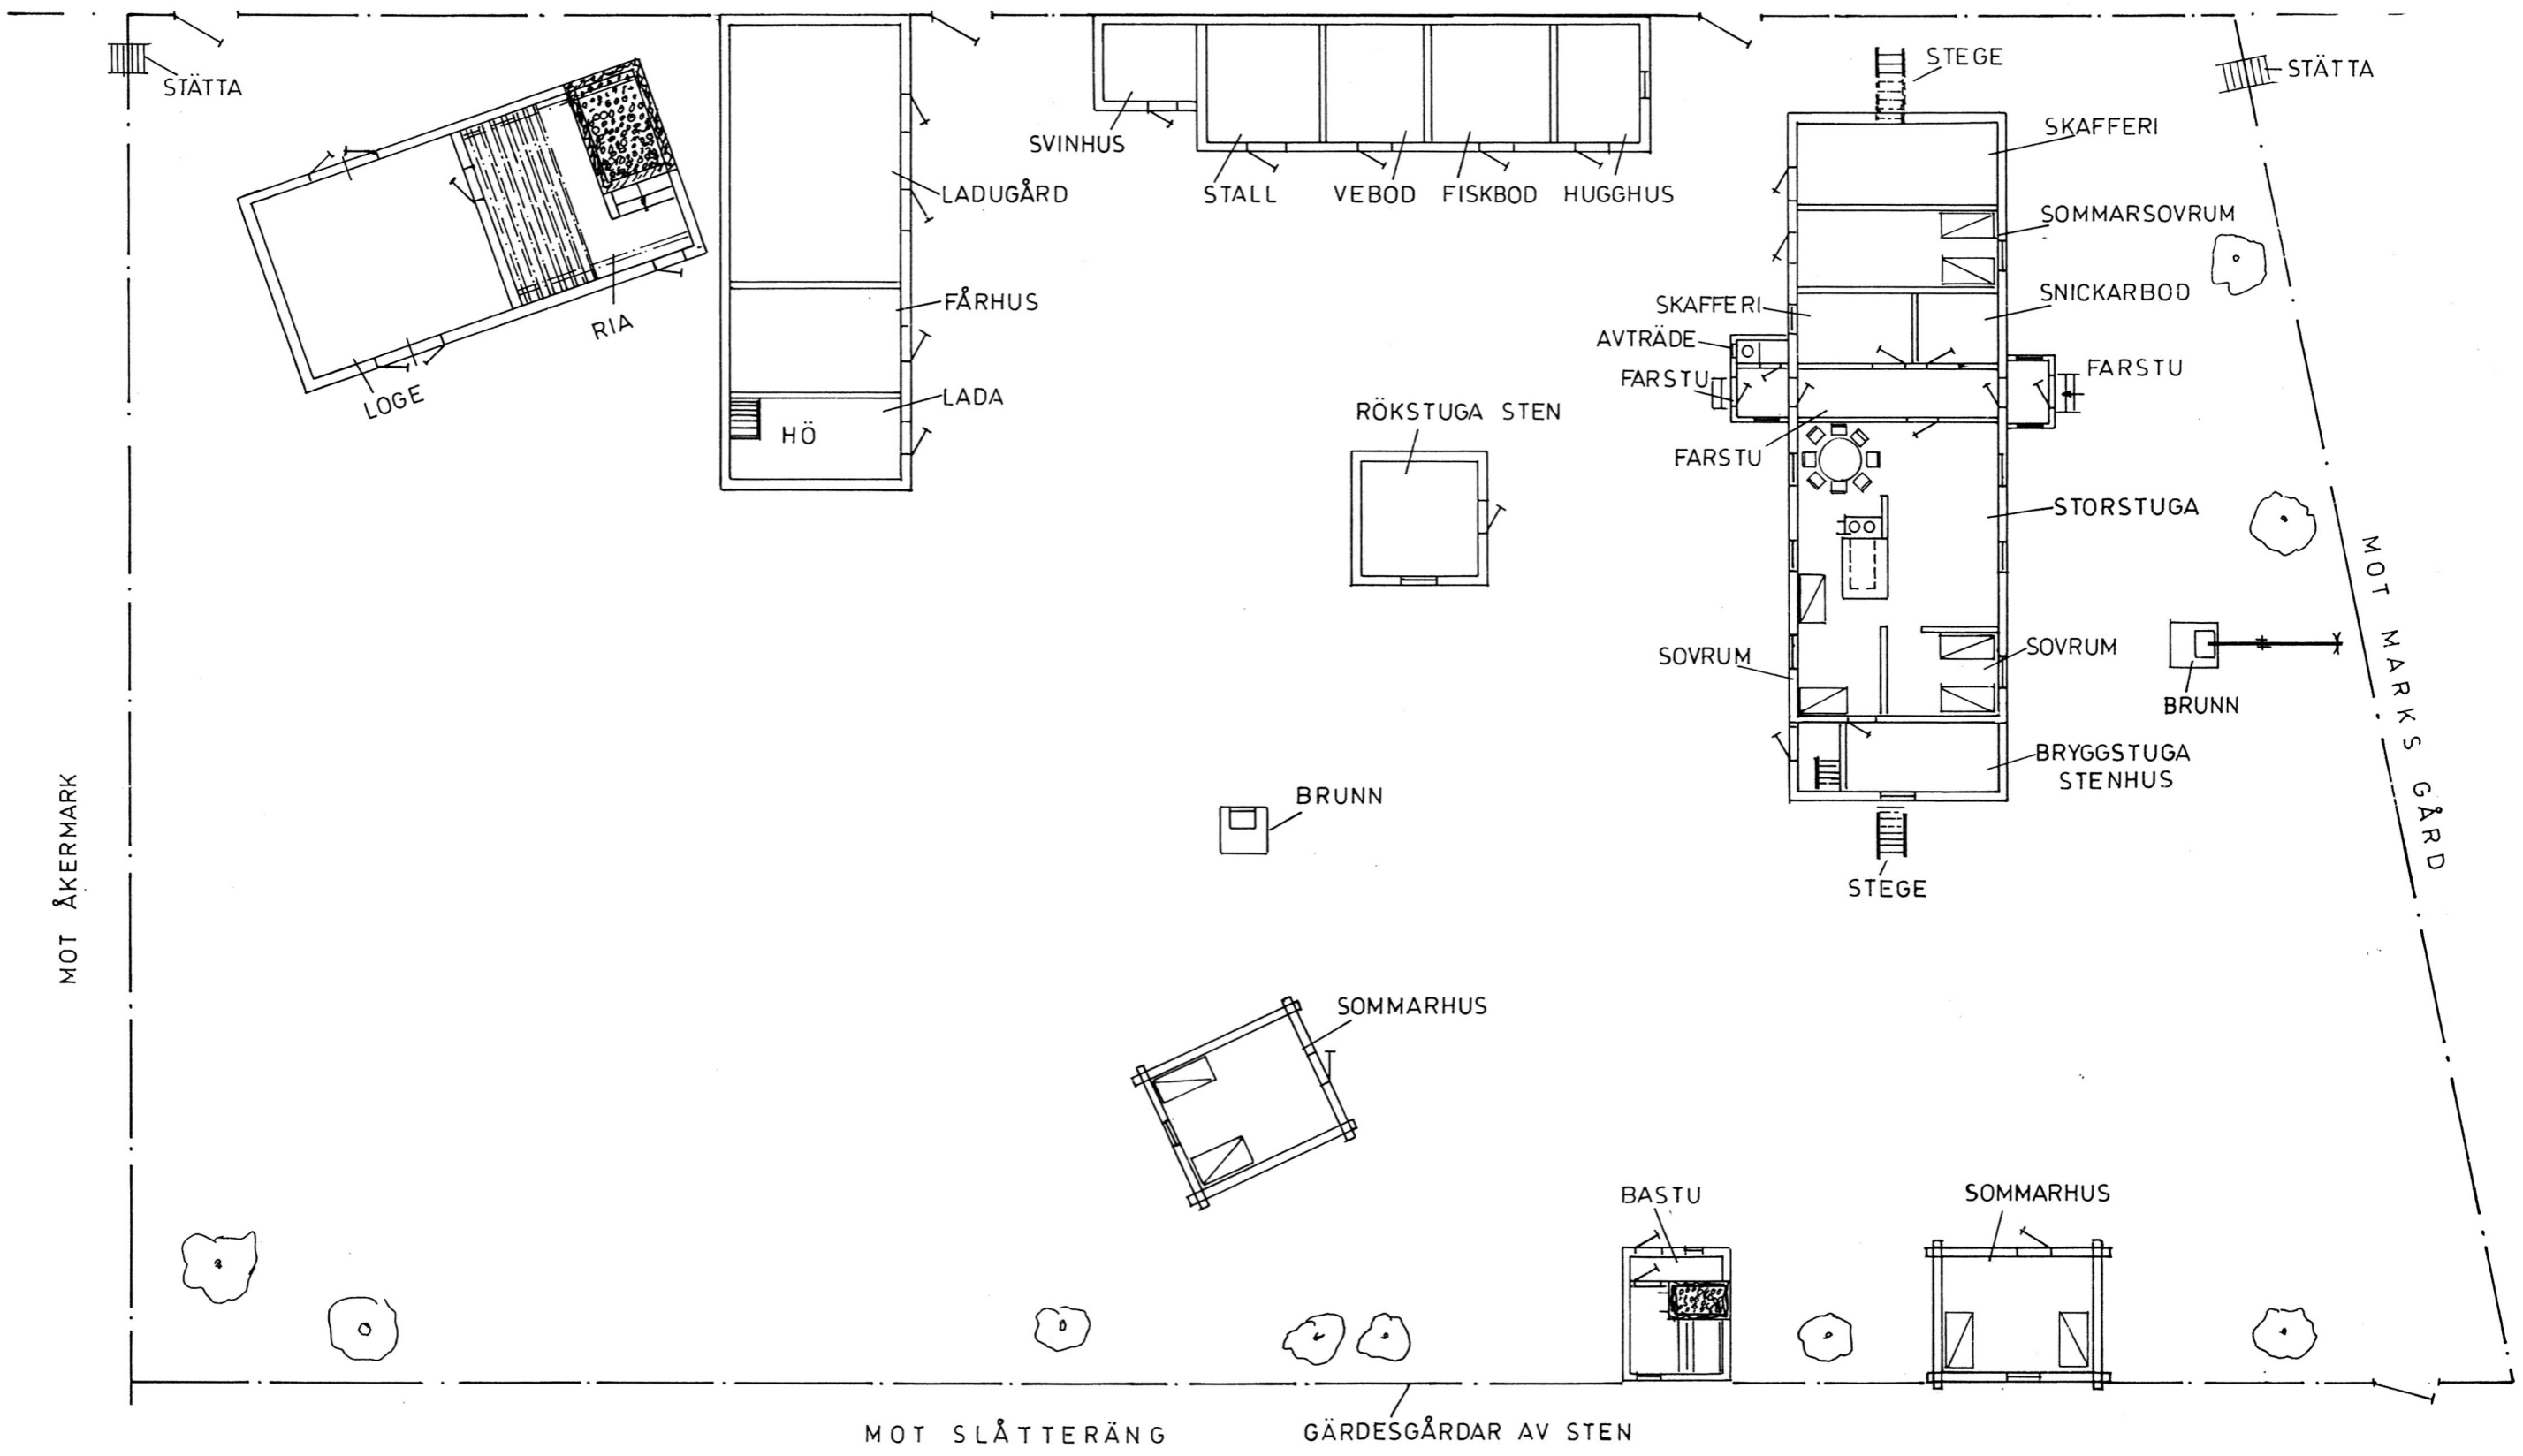 STÄTTA
STEGE
STÄTTA
SVINHUS
SKAFFERI
LADUGÅRD
STALL
VEBOD
FISKBOD
HUGGHUS
SOMMARSOVRUM
FÅRHUS
SKAFFERI
SNICKARBOD
RIA
AVTRÄDE
FARSTU
FARSTU
LOGE
LADA
HÖ
RÖKSTUGA STEN
FARSTU
STORSTUGA
SOVRUM
SOVRUM
BRUNN
MOT MARKS GÅRD
BRYGGSTUGA
STENHUS
BRUNN
MOT ÅKERMARK
STEGE
SOMMARHUS
BASTU
SOMMARHUS
MOT SLÅTTERÄNG
GÄRDESGÅRDAR AV STEN